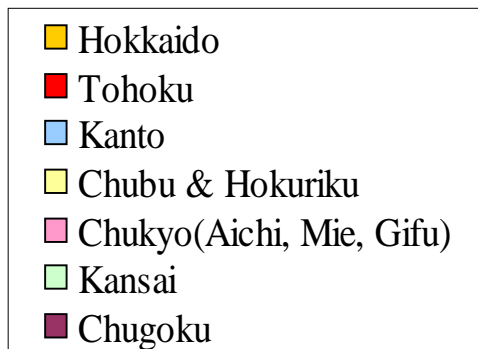 Hokkaido
Tohoku
Kanto
Chubu & Hokuriku
Chukyo(Aichi, Mie, Gifu)
Kansai
Chugoku